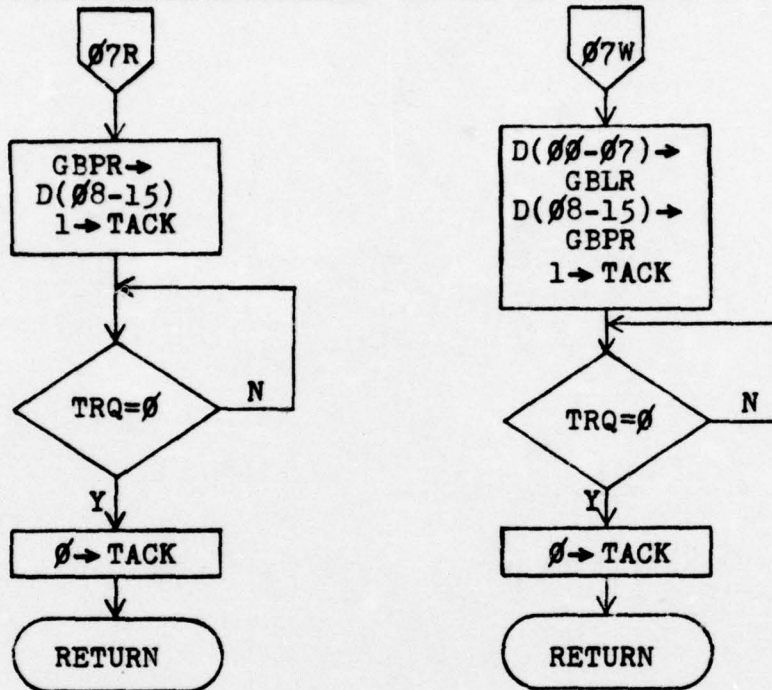 Ø7R
GBPR→
D(Ø8-15)
1→TACK
TRQ=Ø
N
Y
Ø→TACK
RETURN
Ø7W
D(ØØ-Ø7)→
GBLR
D(Ø8-15)→
GBPR
1→TACK
TRQ=Ø
N
Y
Ø→TACK
RETURN